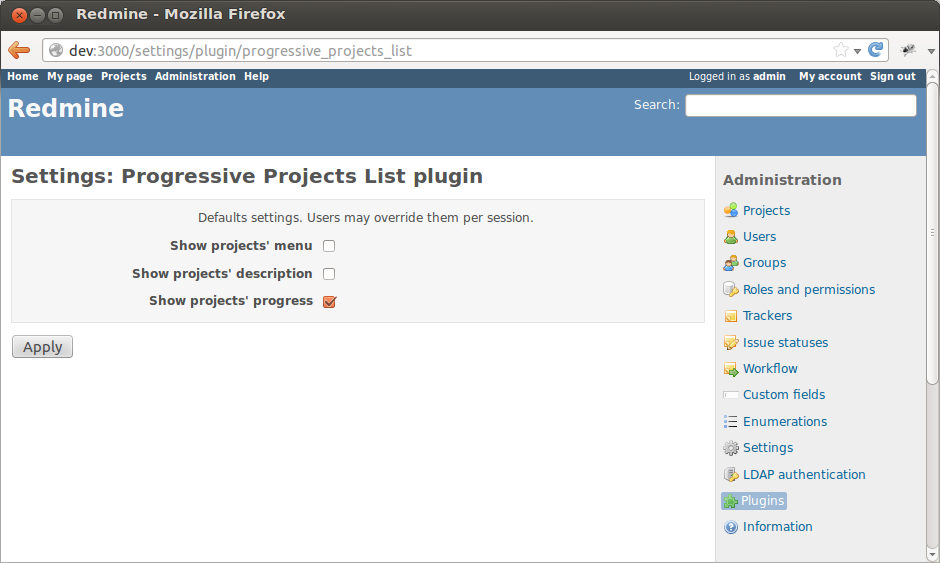 Redmine - Mozilla Firefox
dev:3000/settings/plugin/progressive_projects_list
Home My page Projects Administration Help
Logged in as admin My account Sign out
Redmine
Search:
Settings: Progressive Projects List plugin
Defaults settings. Users may override them per session.
Show projects' menu
Show projects' description
Show projects' progress
Apply
Administration
Projects
Users
Groups
Roles and permissions
Trackers
Issue statuses
Workflow
Custom fields
Enumerations
Settings
LDAP authentication
Plugins
Information